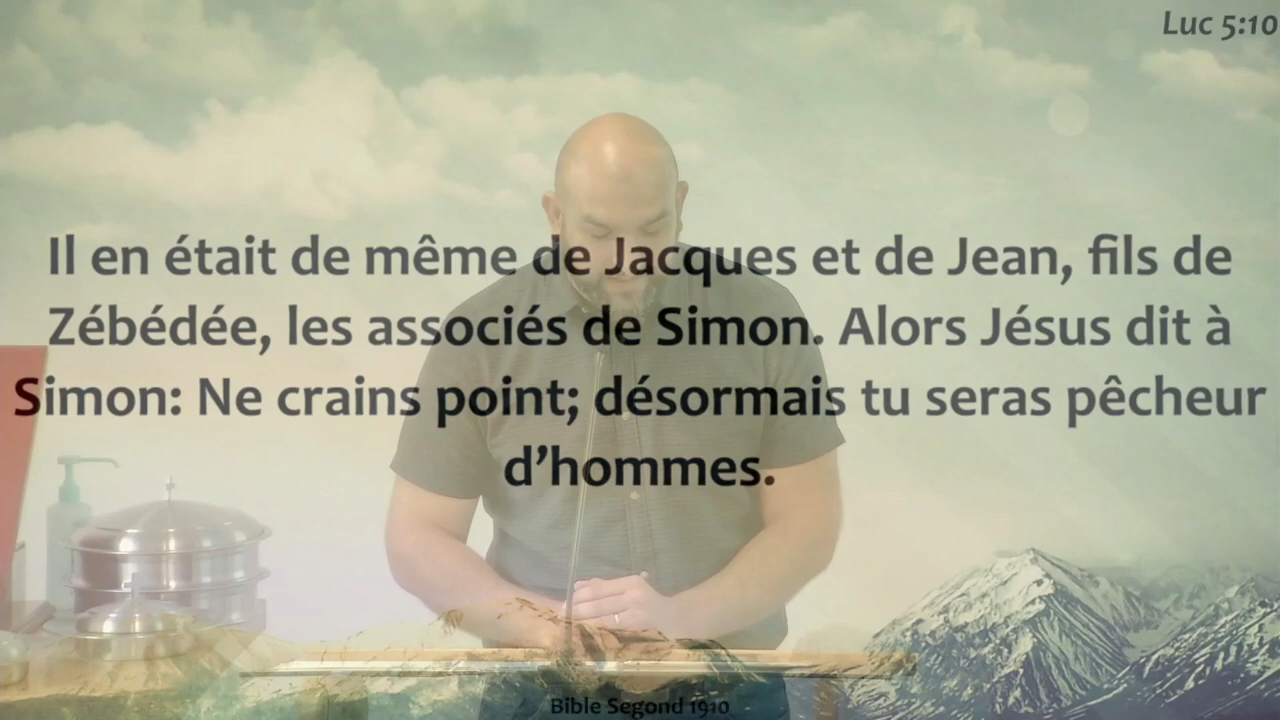 Luc 5:10
Il en était de même de Jacques et de Jean, fils de
Zébédée, les associés de Simon. Alors Jésus dit à
Simon: Ne crains point; désormais tu seras pêcheur
d’hommes.
Bible Segond 1910